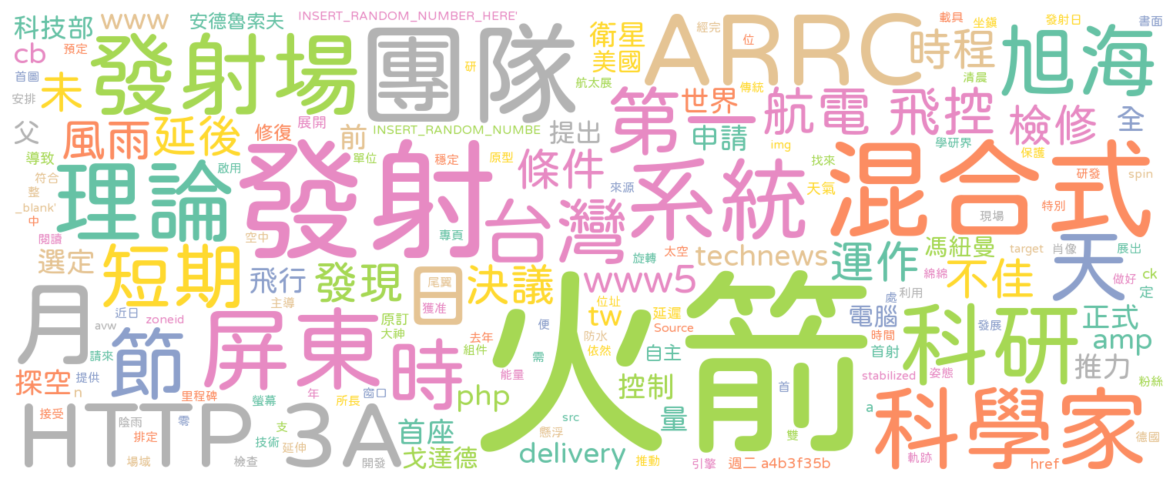 科技部 www 安德魯索夫 INSERT_RANDOM_NUMBER_HERE' 衛星 ARRC 經完 位 載具 坐鎮 發射日 書面
cb 預定 發射場 團隊 研 美國 航太展 傳統 時程 清晨 旭海
首圖 安排 未 父 風雨 延後 修復 展開 前 INSERT_RANDOM_NUMBE 提出 第一 世界 申請 航電 飛控 檢修 全
導致 啟用 單位 穩定 原型 條件 img 找來 學研界 保護
符合 整 _blank' 中 理論 發射 來源 系統 天氣 混合式 研發 spin
閱讀 空中 專頁 台灣 旋轉 太空 現場 特別
選定 短期 飛行 發現 日 尾翼 決議 www5 technews 運作 肖像 馮紐曼 target 展出 天
主導 獲准 位址 處 利用 不佳 綿綿 做好 ck 定
月 avw 近日 zoneid 屏東 原訂 大神 去年 便 火箭 tw 延遲 防水 Source 電腦 時間 發展 正式
請來 節 時 組件 需 依然 自主 首射 科研 amp
探空 提供 n 里程碑 年 窗口 能量 php 控制 stabilized 姿態 推力 粉絲
接受 零 螢幕 所長 首座 src 量 首 a 科學家
HTTP 3A 陰雨 排定 支 技術 延伸 懸浮 雙 德國
場域 檢查 開發 戈達德 delivery 推動 引擎 週二 a4b3f35b 軌跡 href